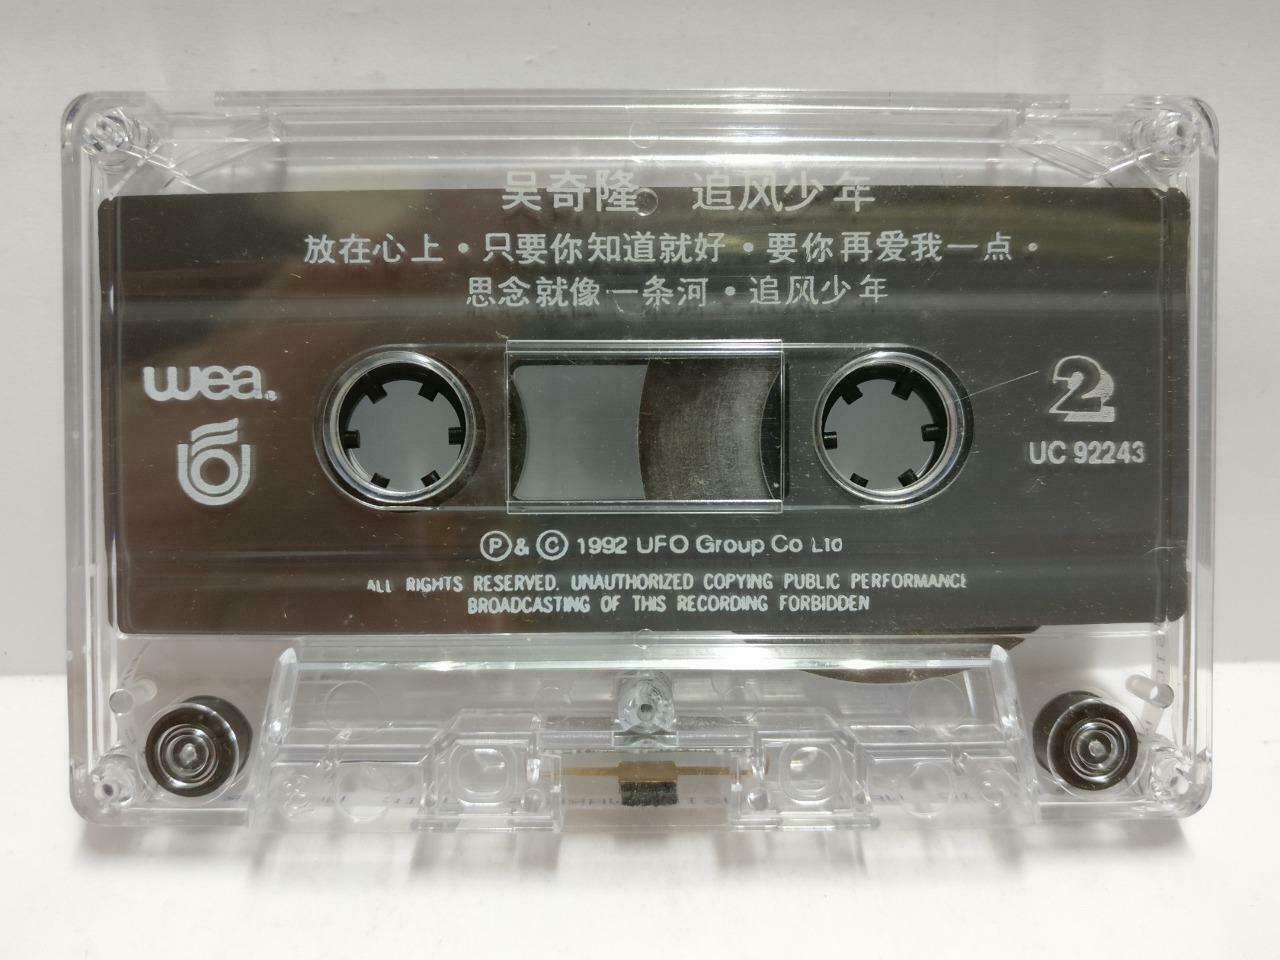 吴奇隆 追风少年
放在心上•只要你知道就好•要你再爱我一点•
思念就像一条河•追风少年
wea.
2
UC 92243
Ⓟ & Ⓒ 1992 UFO Group Co Ltd
ALL RIGHTS RESERVED. UNAUTHORIZED COPYING PUBLIC PERFORMANCE
BROADCASTING OF THIS RECORDING FORBIDDEN